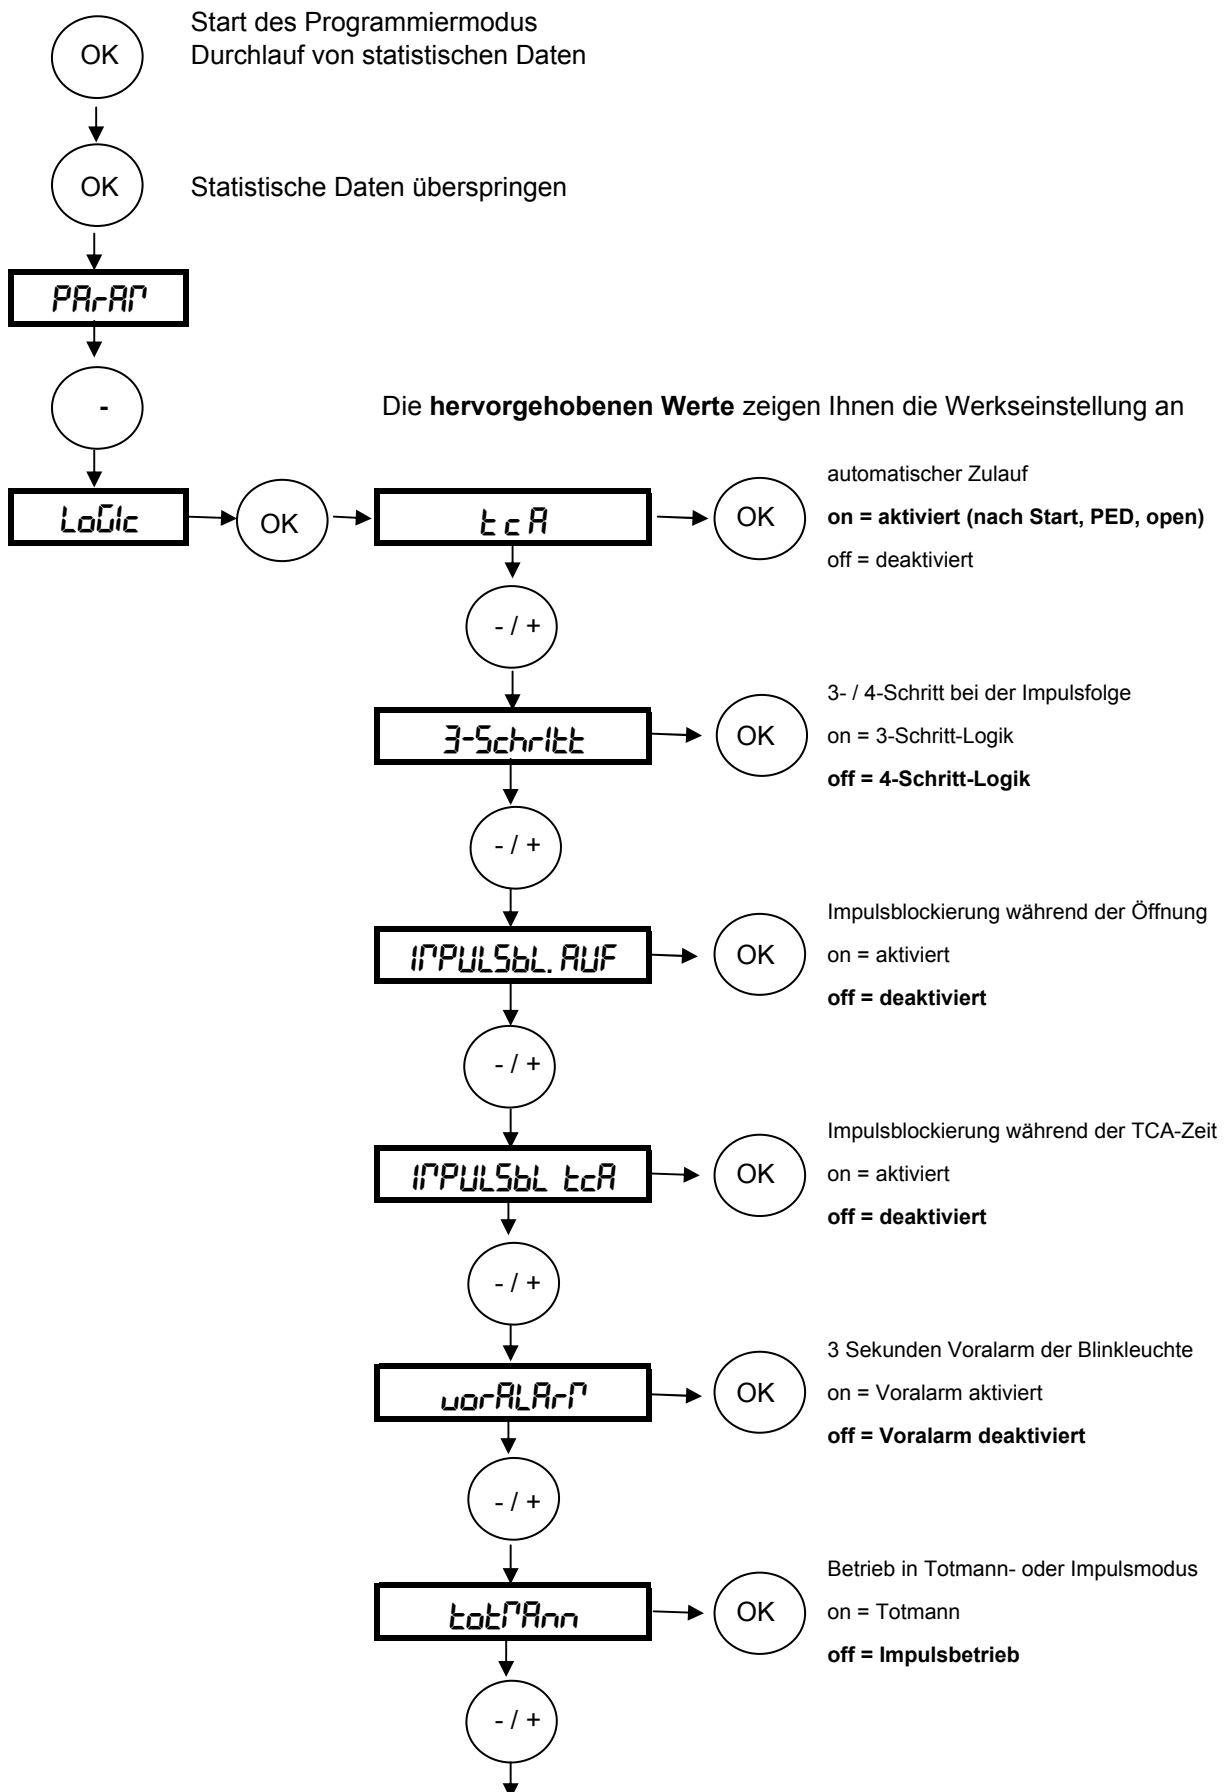 Start des Programmiermodus
OK
Durchlauf von statistischen Daten
OK
Statistische Daten überspringen
PArAM
-
Die hervorgehobenen Werte zeigen Ihnen die Werkseinstellung an
LoGIc
OK
tcA
OK
automatischer Zulauf
on = aktiviert (nach Start, PED, open)
off = deaktiviert
- / +
3-SchrItt
OK
3- / 4-Schritt bei der Impulsfolge
on = 3-Schritt-Logik
off = 4-Schritt-Logik
- / +
IMPULSbL. AUF
OK
Impulsblockierung während der Öffnung
on = aktiviert
off = deaktiviert
- / +
IMPULSbL tcA
OK
Impulsblockierung während der TCA-Zeit
on = aktiviert
off = deaktiviert
- / +
vorALArM
OK
3 Sekunden Voralarm der Blinkleuchte
on = Voralarm aktiviert
off = Voralarm deaktiviert
- / +
totMAnn
OK
Betrieb in Totmann- oder Impulsmodus
on = Totmann
off = Impulsbetrieb
- / +